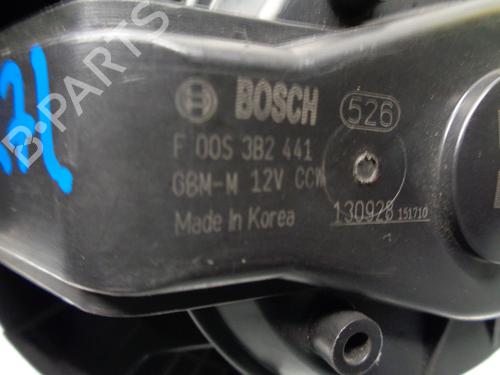 B-PARTS
BOSCH 526
F 00S 3B2 441
GBM-M 12V CCW
Made In Korea 130928 151710